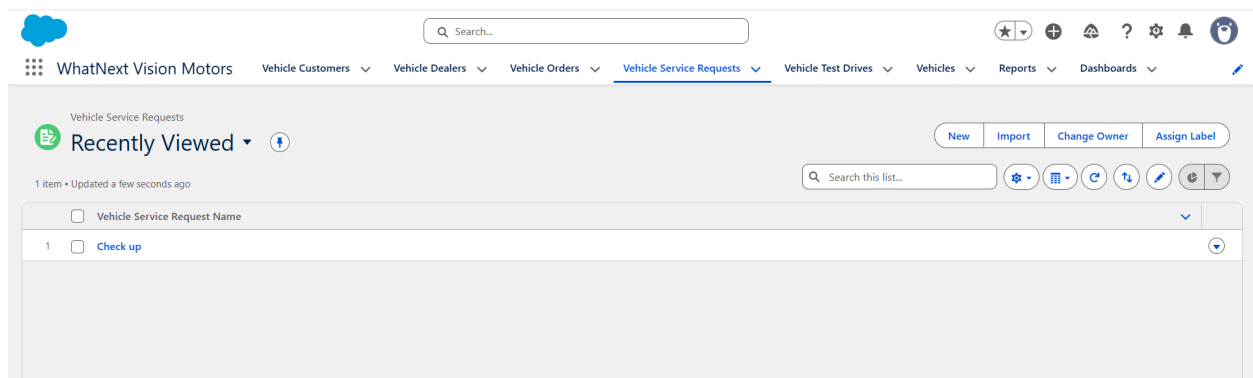 Search...
WhatNext Vision Motors Vehicle Customers Vehicle Dealers Vehicle Orders Vehicle Service Requests Vehicle Test Drives Vehicles Reports Dashboards
Vehicle Service Requests
Recently Viewed
New Import Change Owner Assign Label
1 item • Updated a few seconds ago
Search this list...
Vehicle Service Request Name
1 Check up